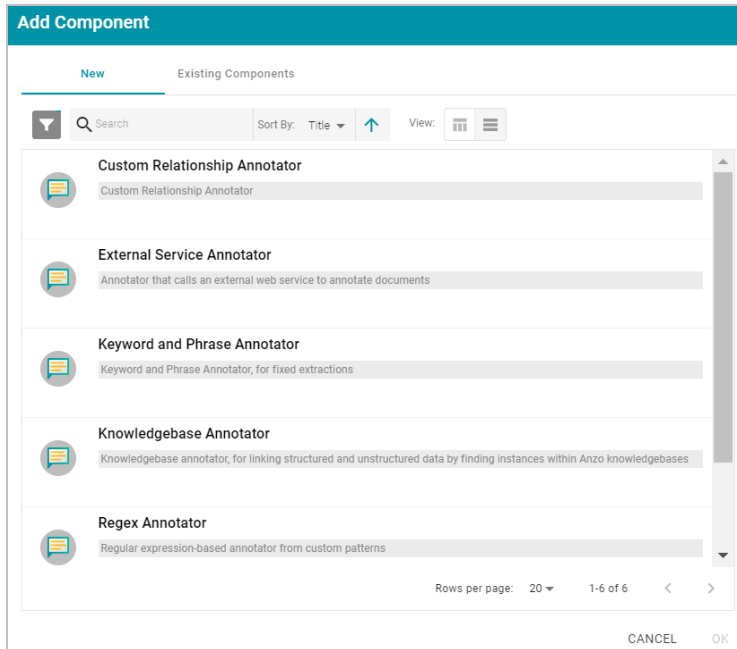 Add Component
New Existing Components
Search Sort By: Title View:
Custom Relationship Annotator
Custom Relationship Annotator
External Service Annotator
Annotator that calls an external web service to annotate documents
Keyword and Phrase Annotator
Keyword and Phrase Annotator, for fixed extractions
Knowledgebase Annotator
Knowledgebase annotator, for linking structured and unstructured data by finding instances within Anzo knowledgebases
Regex Annotator
Regular expression-based annotator from custom patterns
Rows per page: 20 1-6 of 6
CANCEL OK